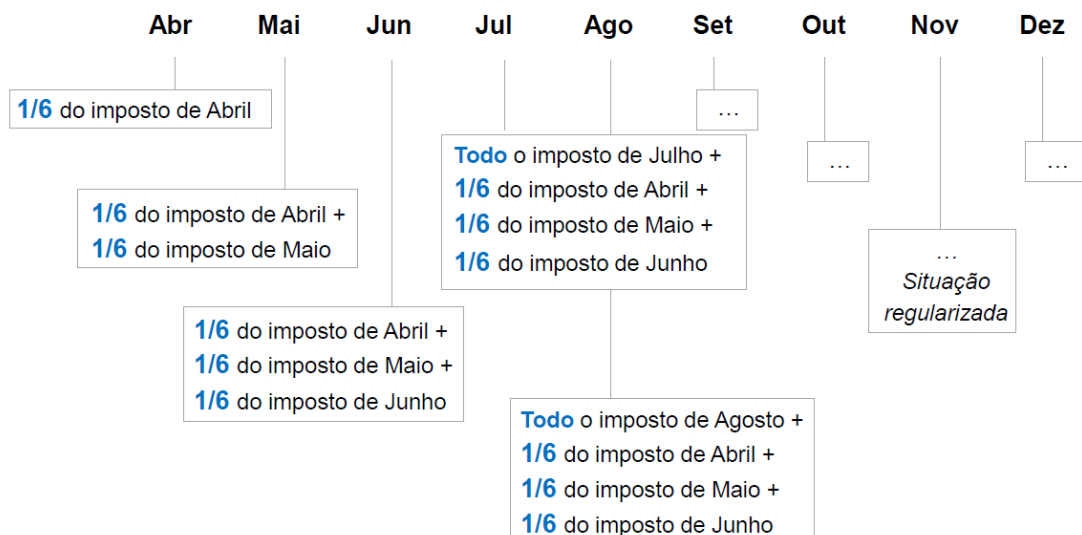 Abr Mai Jun Jul Ago Set Out Nov Dez
1/6 do imposto de Abril
1/6 do imposto de Abril +
1/6 do imposto de Maio
1/6 do imposto de Abril +
1/6 do imposto de Maio +
1/6 do imposto de Junho
Todo o imposto de Julho +
1/6 do imposto de Abril +
1/6 do imposto de Maio +
1/6 do imposto de Junho
Todo o imposto de Agosto +
1/6 do imposto de Abril +
1/6 do imposto de Maio +
1/6 do imposto de Junho
…
…
…
Situação
regularizada
…